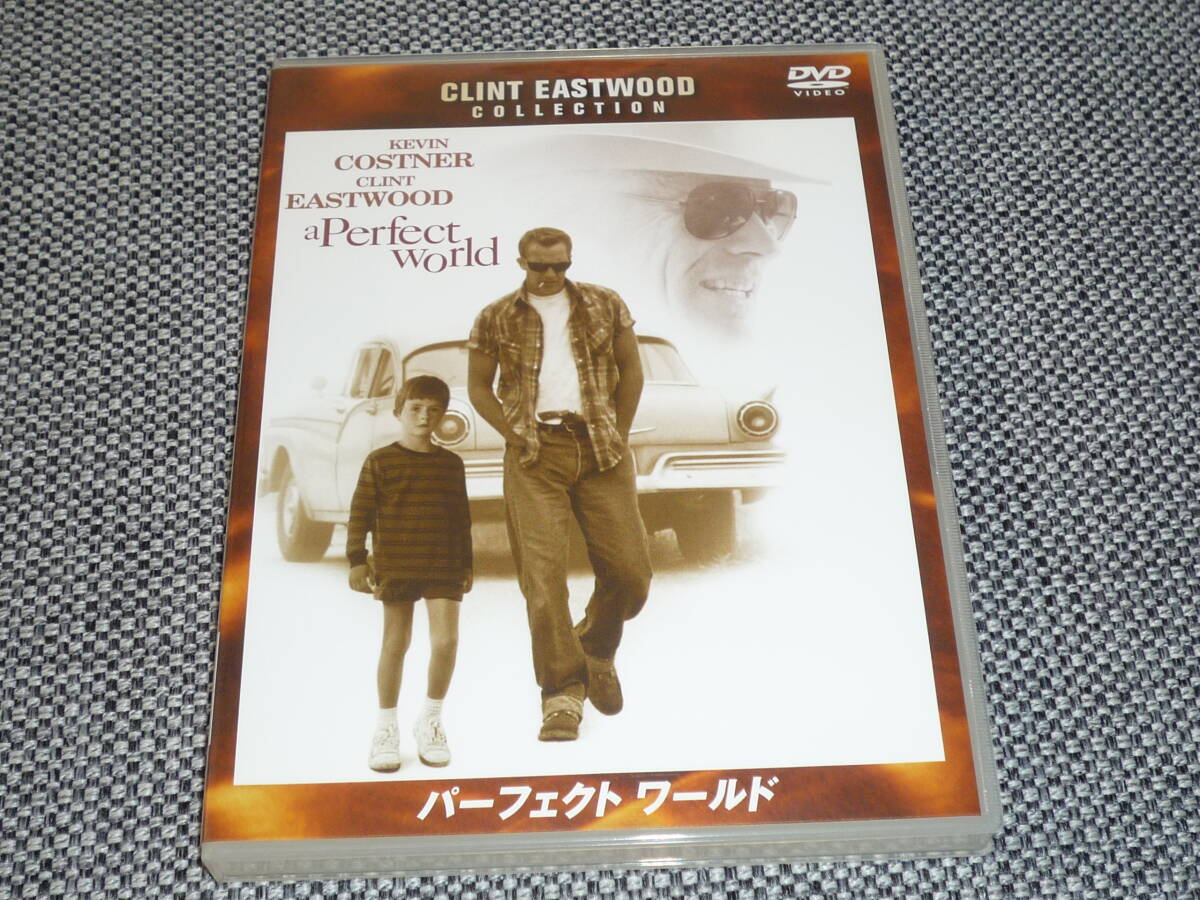 CLINT EASTWOOD
COLLECTION
DVD
VIDEO
KEVIN
COSTNER
CLINT
EASTWOOD
a Perfect
World
パーフェクト ワールド